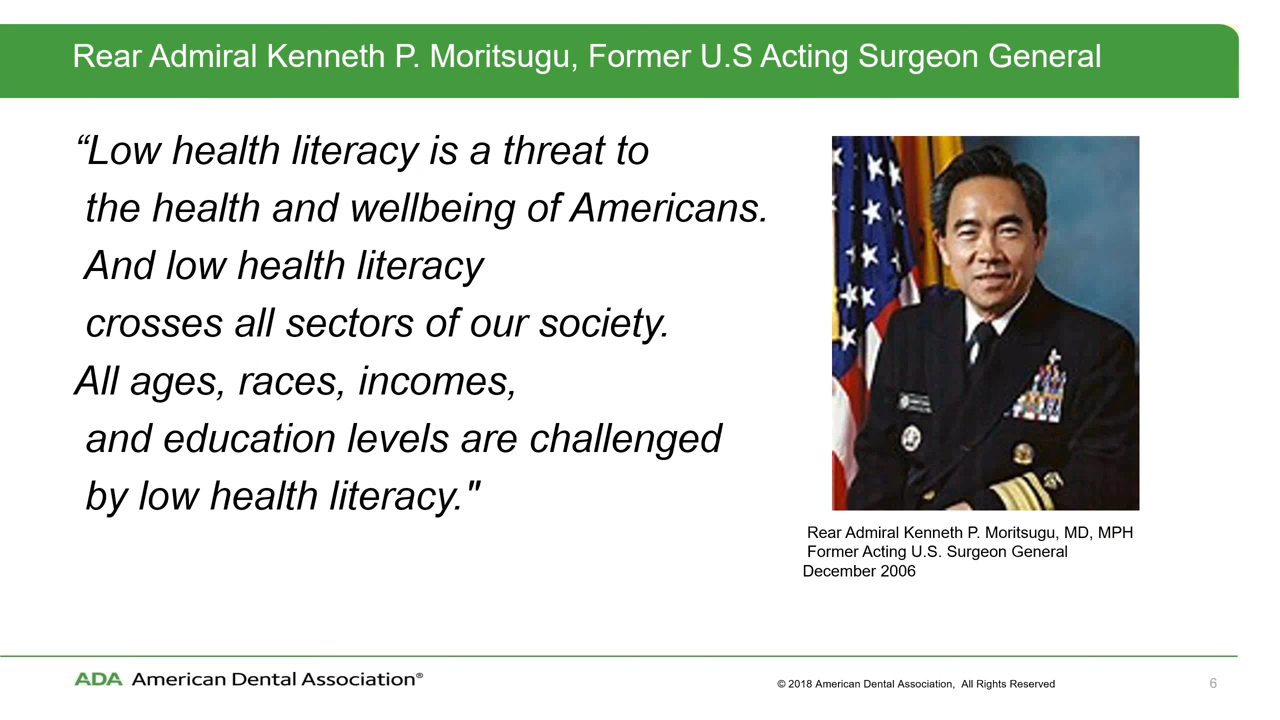 Rear Admiral Kenneth P. Moritsugu, Former U.S Acting Surgeon General
“Low health literacy is a threat to
the health and wellbeing of Americans.
And low health literacy
crosses all sectors of our society.
All ages, races, incomes,
and education levels are challenged
by low health literacy."
Rear Admiral Kenneth P. Moritsugu, MD, MPH
Former Acting U.S. Surgeon General
December 2006
ADA American Dental Association®
© 2018 American Dental Association, All Rights Reserved
6